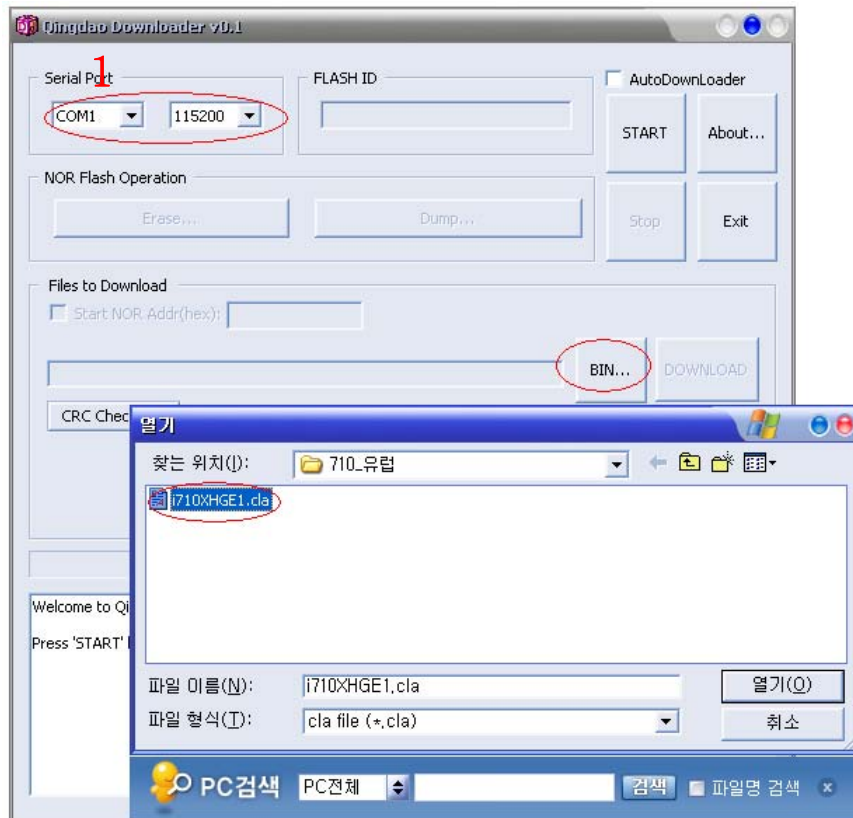 Qingdao Downloader v0.1
1
Serial Port
COM1
115200
FLASH ID
AutoDownLoader
START
About...
NOR Flash Operation
Erase...
Dump...
Stop
Exit
Files to Download
Start NOR Addr(hex):
BIN...
DOWNLOAD
CRC Chec
열기
찾는 위치(I):
710_유럽
i710XHGE1.cla
Welcome to Qi
Press 'START'
파일 이름(N):
i710XHGE1.cla
열기(O)
파일 형식(T):
cla file (*.cla)
취소
PC검색
PC전체
검색
파일명 검색